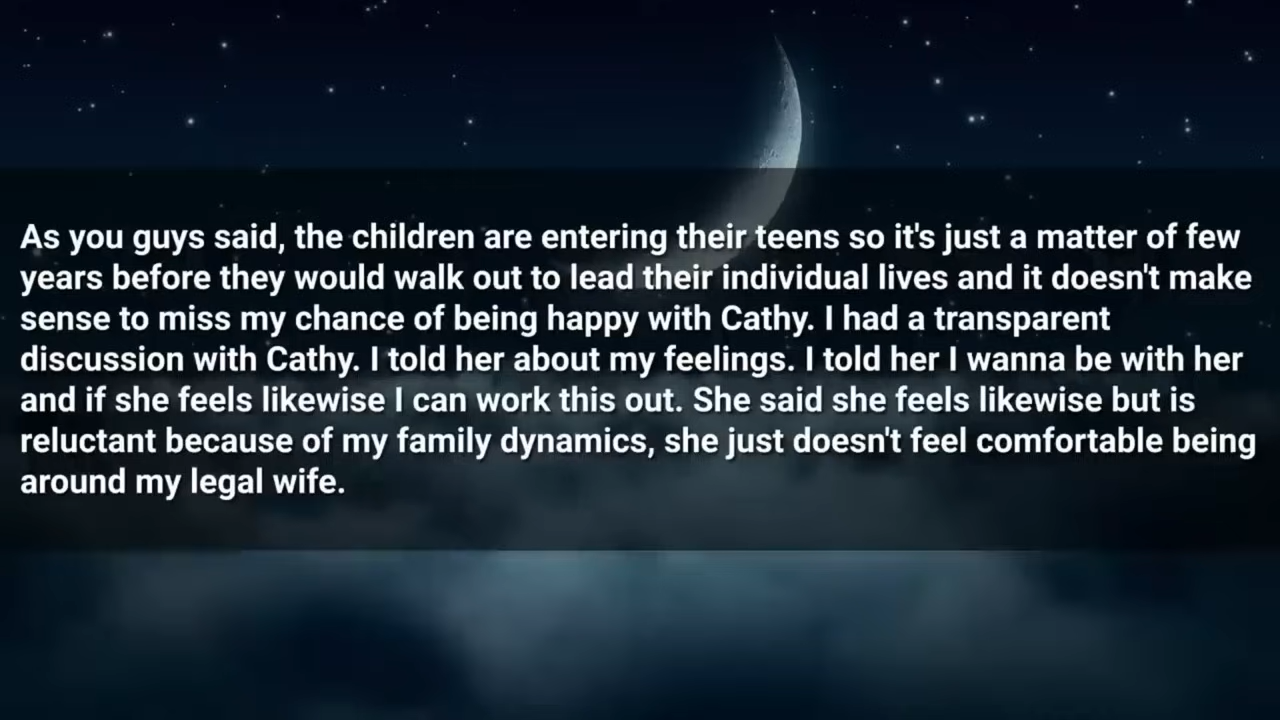 As you guys said, the children are entering their teens so it's just a matter of few
years before they would walk out to lead their individual lives and it doesn't make
sense to miss my chance of being happy with Cathy. I had a transparent
discussion with Cathy. I told her about my feelings. I told her I wanna be with her
and if she feels likewise I can work this out. She said she feels likewise but is
reluctant because of my family dynamics, she just doesn't feel comfortable being
around my legal wife.